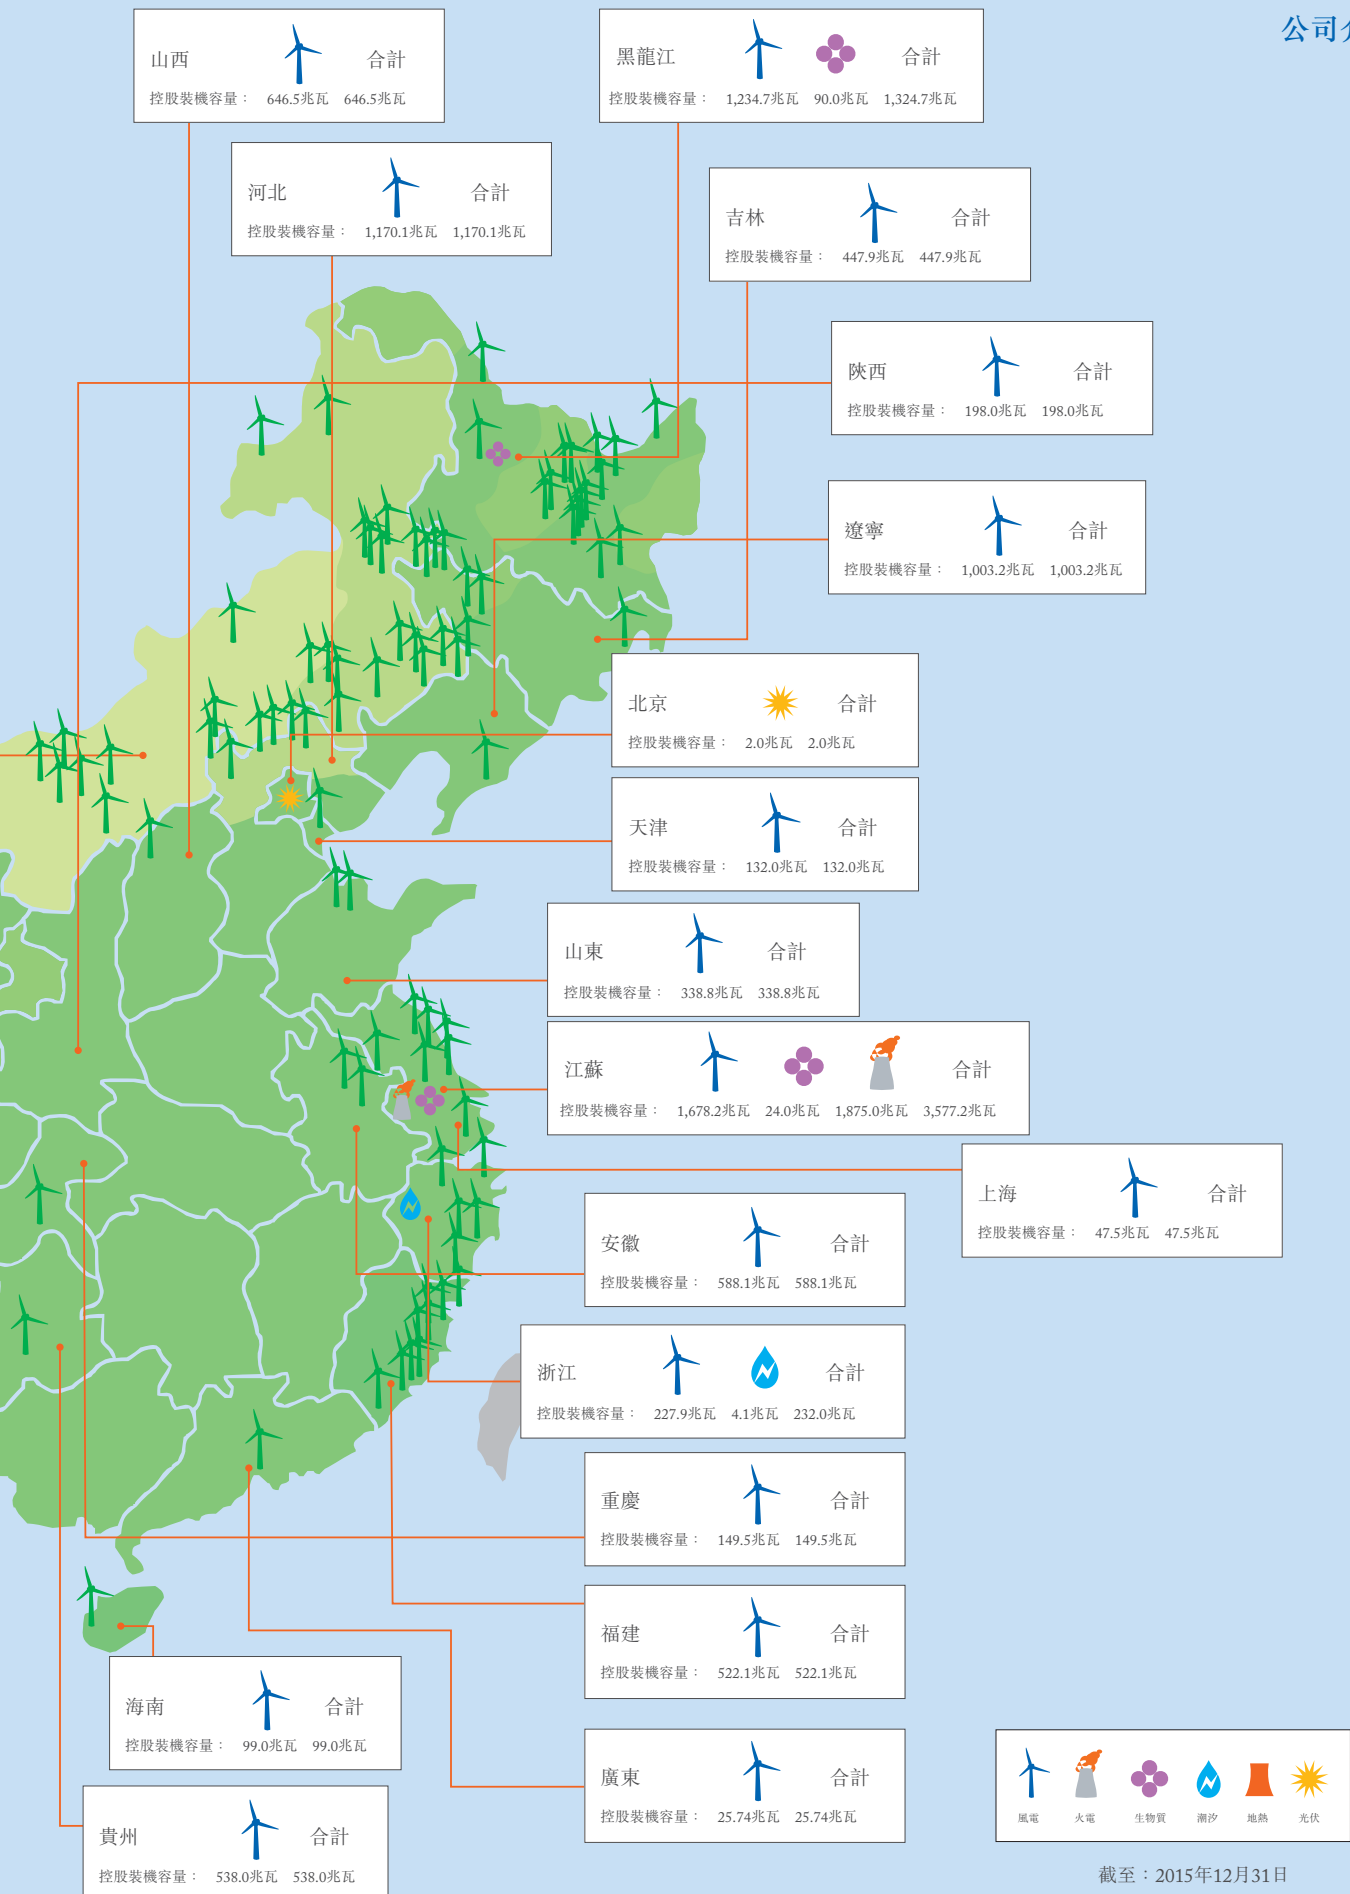 公司
山西 合計
控股裝機容量： 646.5兆瓦 646.5兆瓦
黑龍江 合計
控股裝機容量： 1,234.7兆瓦 90.0兆瓦 1,324.7兆瓦
河北 合計
控股裝機容量： 1,170.1兆瓦 1,170.1兆瓦
吉林 合計
控股裝機容量： 447.9兆瓦 447.9兆瓦
陝西 合計
控股裝機容量： 198.0兆瓦 198.0兆瓦
遼寧 合計
控股裝機容量： 1,003.2兆瓦 1,003.2兆瓦
北京 合計
控股裝機容量： 2.0兆瓦 2.0兆瓦
天津 合計
控股裝機容量： 132.0兆瓦 132.0兆瓦
山東 合計
控股裝機容量： 338.8兆瓦 338.8兆瓦
江蘇 合計
控股裝機容量： 1,678.2兆瓦 24.0兆瓦 1,875.0兆瓦 3,577.2兆瓦
上海 合計
控股裝機容量： 47.5兆瓦 47.5兆瓦
安徽 合計
控股裝機容量： 588.1兆瓦 588.1兆瓦
浙江 合計
控股裝機容量： 227.9兆瓦 4.1兆瓦 232.0兆瓦
重慶 合計
控股裝機容量： 149.5兆瓦 149.5兆瓦
福建 合計
控股裝機容量： 522.1兆瓦 522.1兆瓦
海南 合計
控股裝機容量： 99.0兆瓦 99.0兆瓦
廣東 合計
控股裝機容量： 25.74兆瓦 25.74兆瓦
貴州 合計
控股裝機容量： 538.0兆瓦 538.0兆瓦
風電 火電 生物質 潮汐 地熱 光伏
截至：2015年12月31日